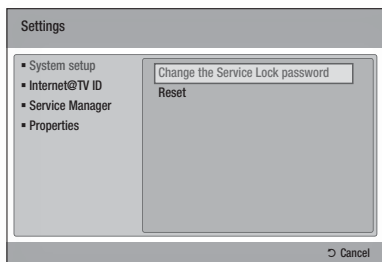 Settings
▪ System setup
▪ Internet@TV ID
▪ Service Manager
▪ Properties
Change the Service Lock password
Reset
⮌ Cancel